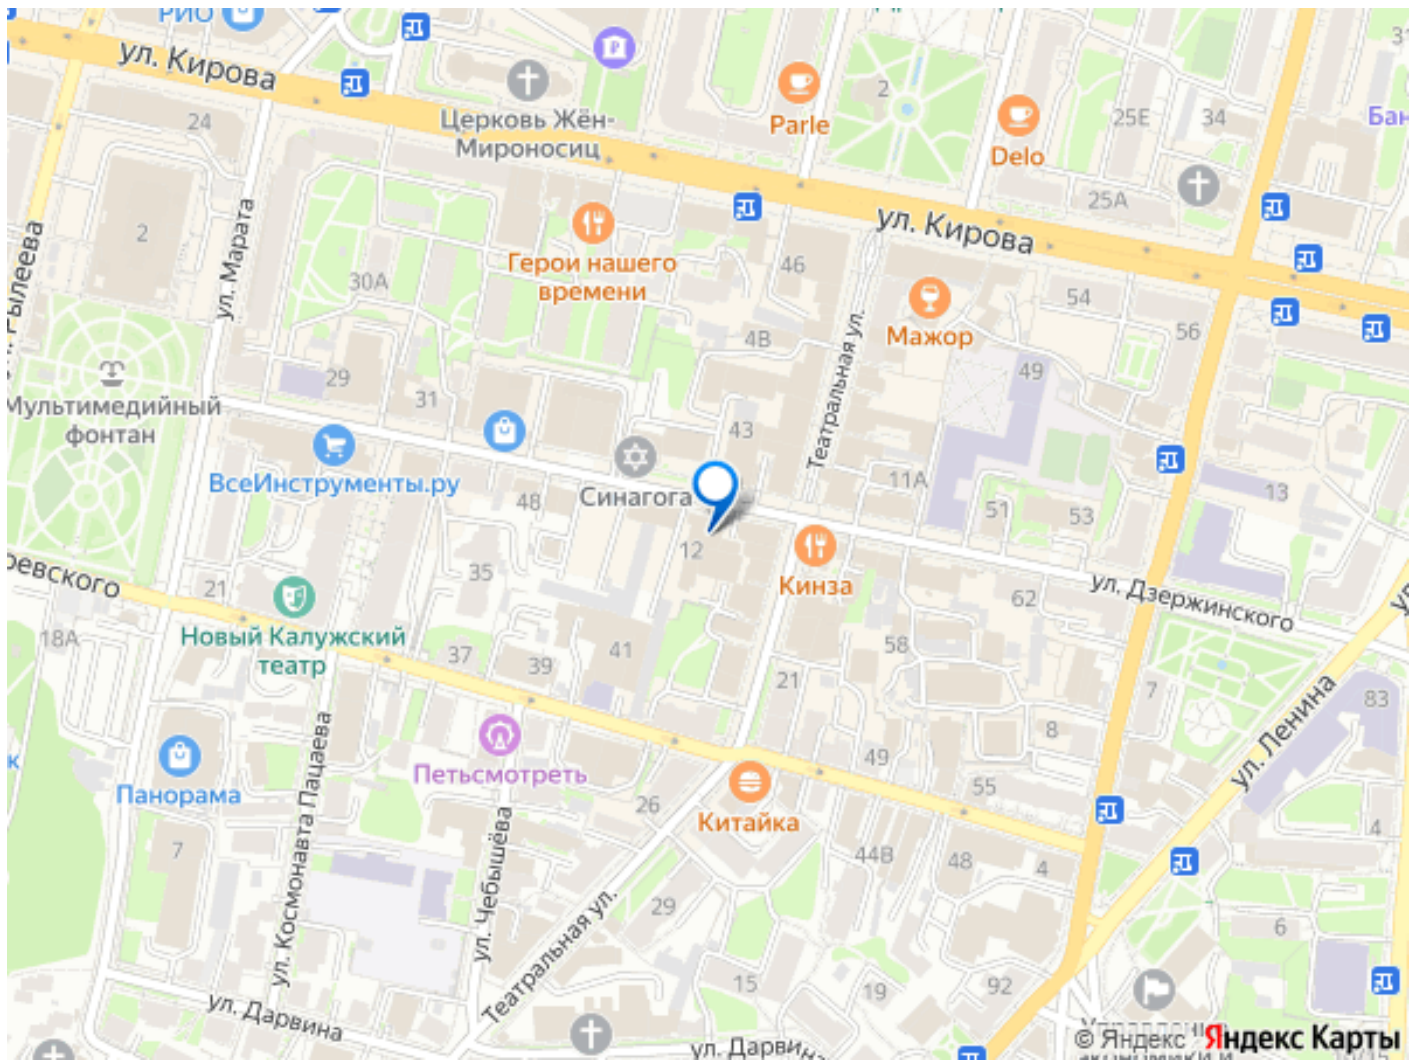 РИО
ул. Кирова
24
Церковь Жён-
Мироносиц
Parle
2
Delo
25Е
34
Бан
31
25А
ул. Кирова
2
ул. Марата
Рылеева
30А
Герои нашего
времени
46
Театральная ул.
Мажор
54
56
4В
49
29
31
Мультимедийный
фонтан
43
ВсеИнструменты.ру
Синагога
48
11А
51
53
13
12
Кинза
ул. Дзержинского
ревского
21
35
62
18А
Новый Калужский
театр
37
39
41
58
21
7
83
ул. Ленина
8
49
к
Панорама
ул. Космонавта Пацаева
Петьсмотреть
26
Китайка
55
7
ул. Чебышёва
44В
48
4
4
Театральная ул.
29
6
15
19
92
ул. Дарвина
ул. Дарвина
© Яндекс Яндекс Карты